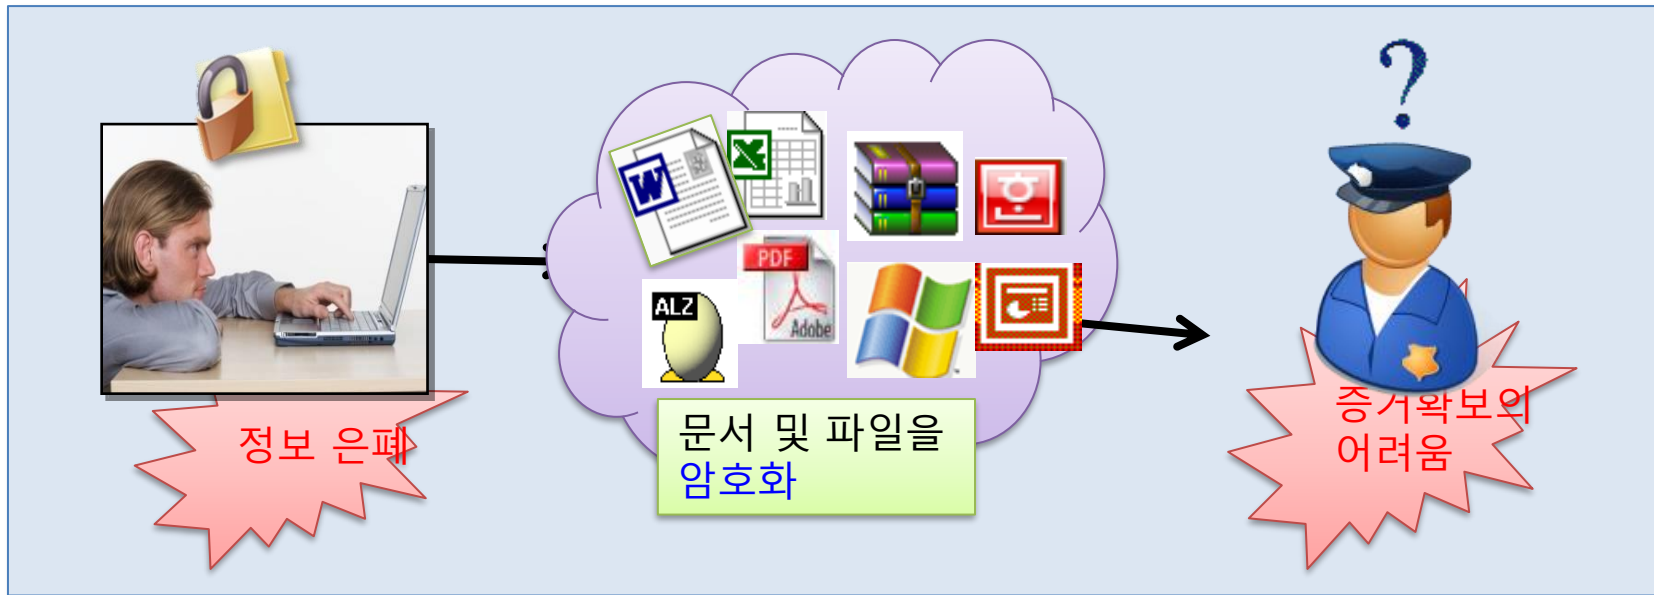 ?
W
X
ALZ
PDF
Adobe
한
정보 은폐
문서 및 파일을
암호화
증거확보의
어려움